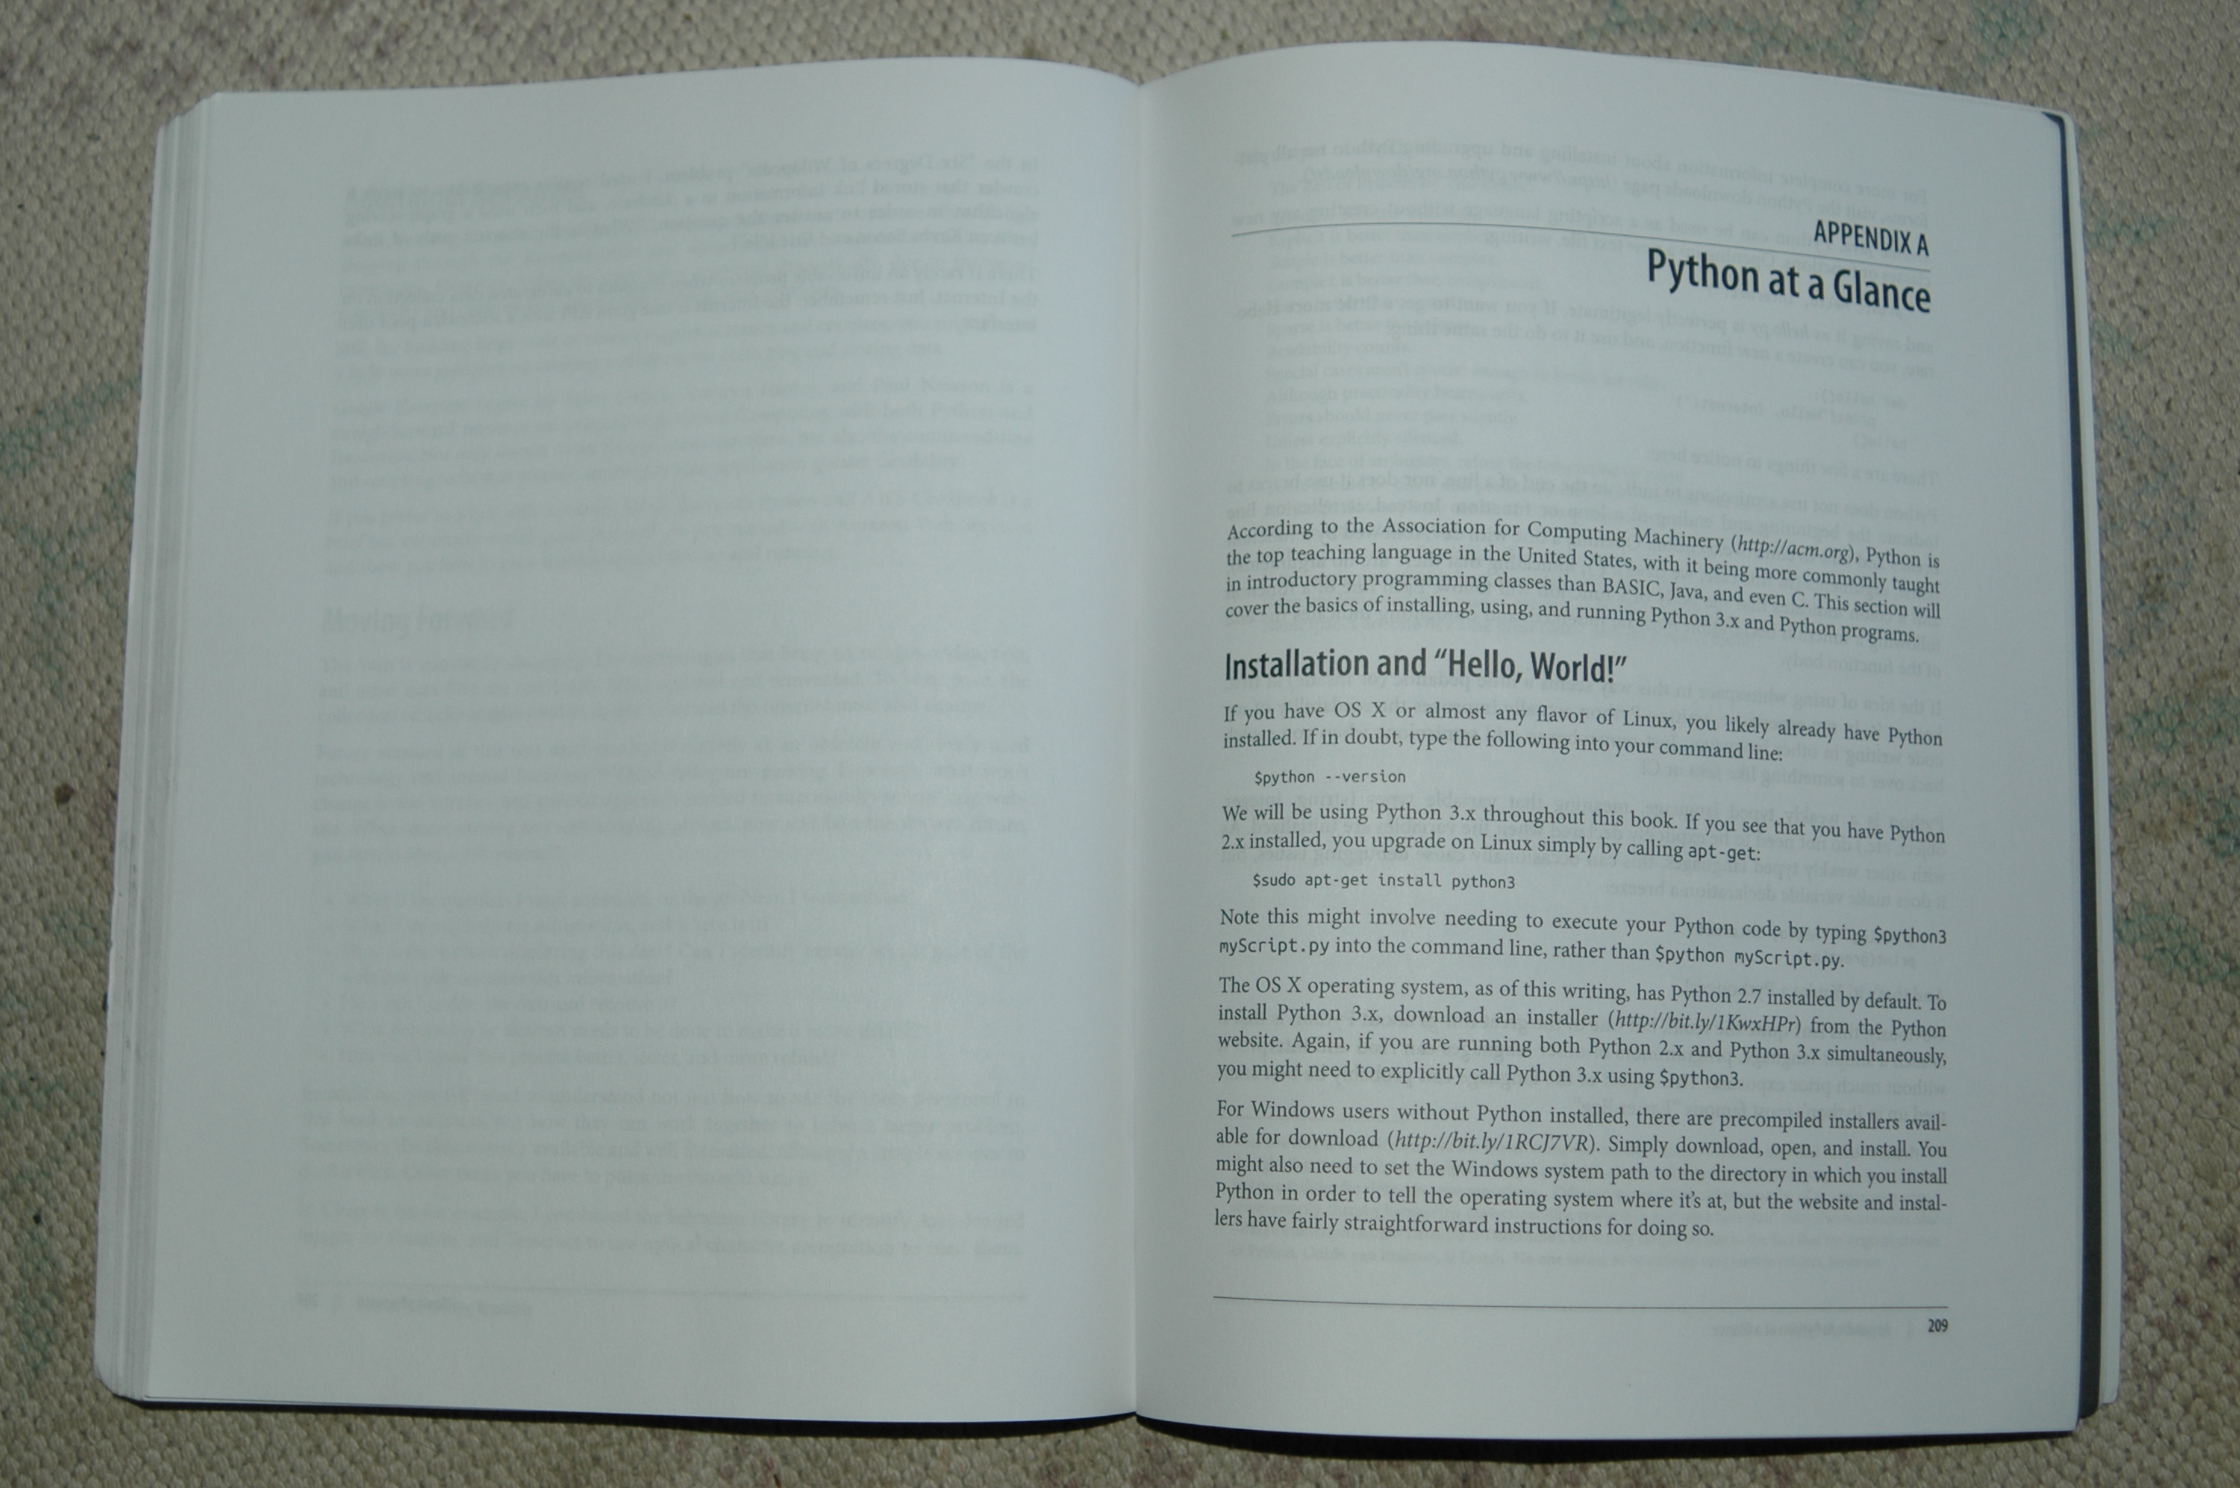 APPENDIX A
Python at a Glance
According to the Association for Computing Machinery (http://acm.org), Python is
the top teaching language in the United States, with it being more commonly taught
in introductory programming classes than BASIC, Java, and even C. This section will
cover the basics of installing, using, and running Python 3.x and Python programs.
Installation and “Hello, World!”
If you have OS X or almost any flavor of Linux, you likely already have Python
installed. If in doubt, type the following into your command line:
$python --version
We will be using Python 3.x throughout this book. If you see that you have Python
2.x installed, you upgrade on Linux simply by calling apt-get:
$sudo apt-get install python3
Note this might involve needing to execute your Python code by typing $python3
myScript.py into the command line, rather than $python myScript.py.
The OS X operating system, as of this writing, has Python 2.7 installed by default. To
install Python 3.x, download an installer (http://bit.ly/1KwxHPr) from the Python
website. Again, if you are running both Python 2.x and Python 3.x simultaneously,
you might need to explicitly call Python 3.x using $python3.
For Windows users without Python installed, there are precompiled installers avail-
able for download (http://bit.ly/1RCJ7VR). Simply download, open, and install. You
might also need to set the Windows system path to the directory in which you install
Python in order to tell the operating system where it’s at, but the website and instal-
lers have fairly straightforward instructions for doing so.
209